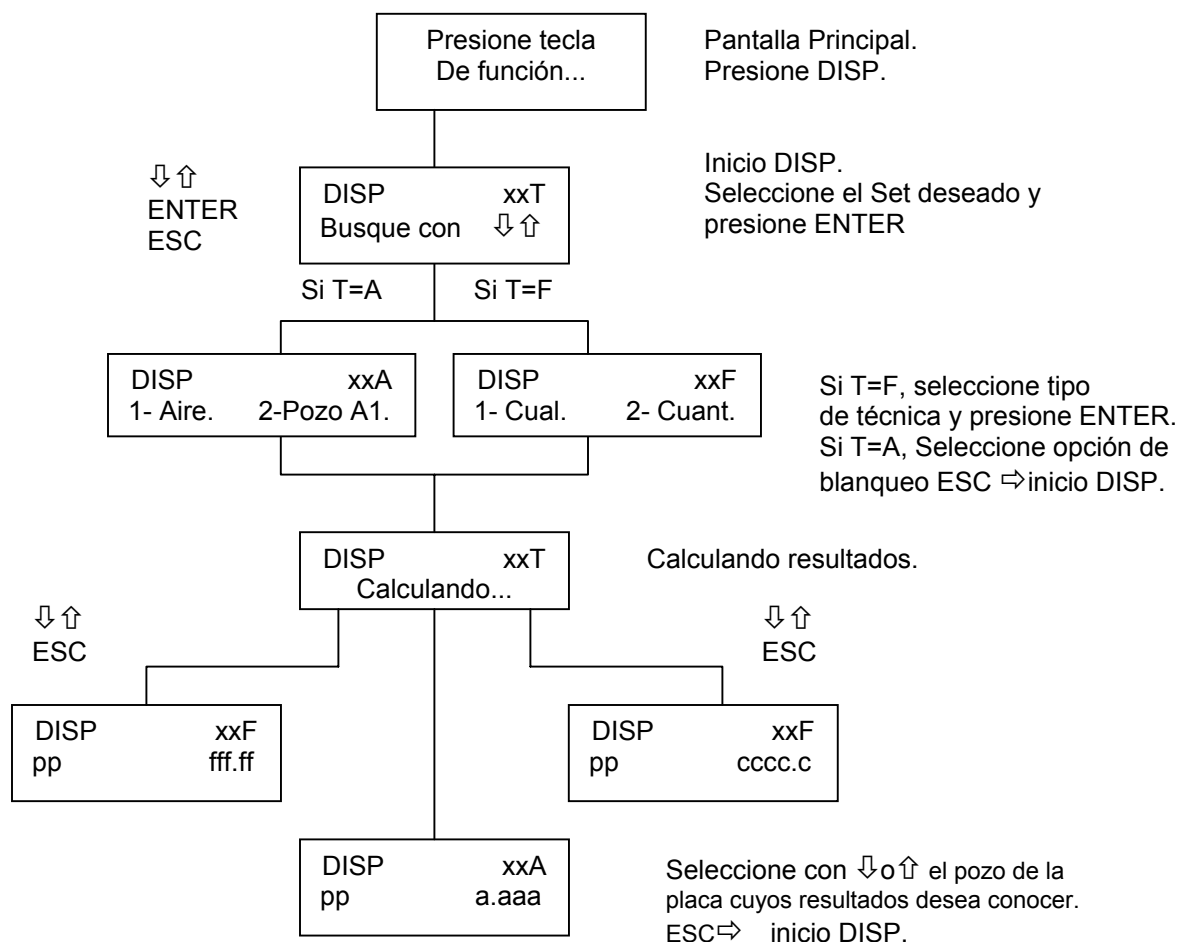 Presione tecla
De función...
Pantalla Principal.
Presione DISP.
⇩⇧
ENTER
ESC
DISP xxT
Busque con ⇩⇧
Inicio DISP.
Seleccione el Set deseado y
presione ENTER
Si T=A Si T=F
DISP xxA
1- Aire. 2-Pozo A1.
DISP xxF
1- Cual. 2- Cuant.
Si T=F, seleccione tipo
de técnica y presione ENTER.
Si T=A, Seleccione opción de
blanqueo ESC ⇨inicio DISP.
DISP xxT
Calculando...
Calculando resultados.
⇩⇧
ESC
⇩⇧
ESC
DISP xxF
pp fff.ff
DISP xxF
pp cccc.c
DISP xxA
pp a.aaa
Seleccione con ⇩o⇧ el pozo de la
placa cuyos resultados desea conocer.
ESC⇨ inicio DISP.